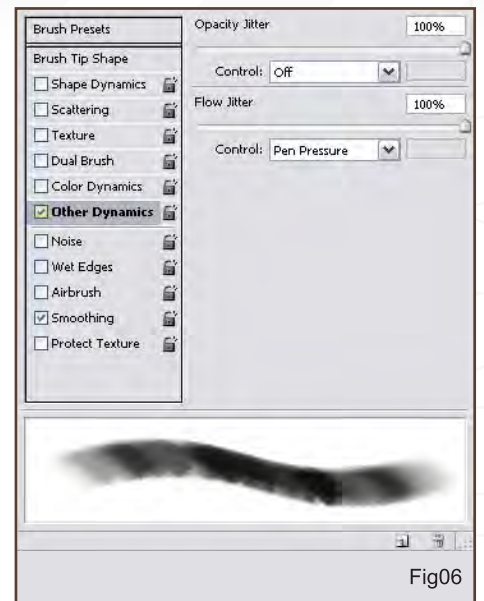 Brush Presets
Brush Tip Shape
Shape Dynamics
Scattering
Texture
Dual Brush
Color Dynamics
Other Dynamics
Noise
Wet Edges
Airbrush
Smoothing
Protect Texture
Opacity Jitter 100%
Control: Off
Flow Jitter 100%
Control: Pen Pressure
Fig06